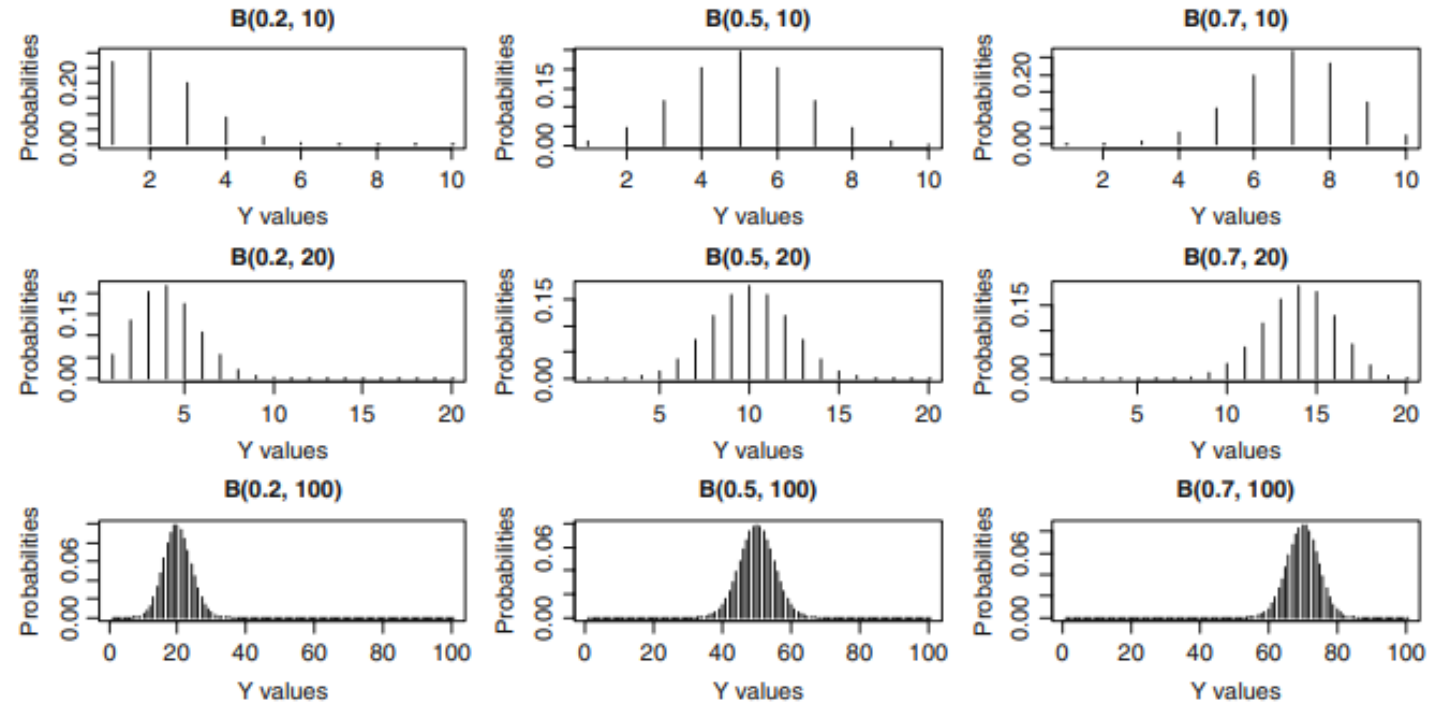 B(0.2, 10)
Probabilities
0.00 0.20
2 4 6 8 10
Y values
B(0.5, 10)
Probabilities
0.00 0.15
2 4 6 8 10
Y values
B(0.7, 10)
Probabilities
0.00 0.20
2 4 6 8 10
Y values
B(0.2, 20)
Probabilities
0.00 0.15
5 10 15 20
Y values
B(0.5, 20)
Probabilities
0.00 0.15
5 10 15 20
Y values
B(0.7, 20)
Probabilities
0.00 0.15
5 10 15 20
Y values
B(0.2, 100)
Probabilities
0.00 0.06
0 20 40 60 80 100
Y values
B(0.5, 100)
Probabilities
0.00 0.06
0 20 40 60 80 100
Y values
B(0.7, 100)
Probabilities
0.00 0.06
0 20 40 60 80 100
Y values